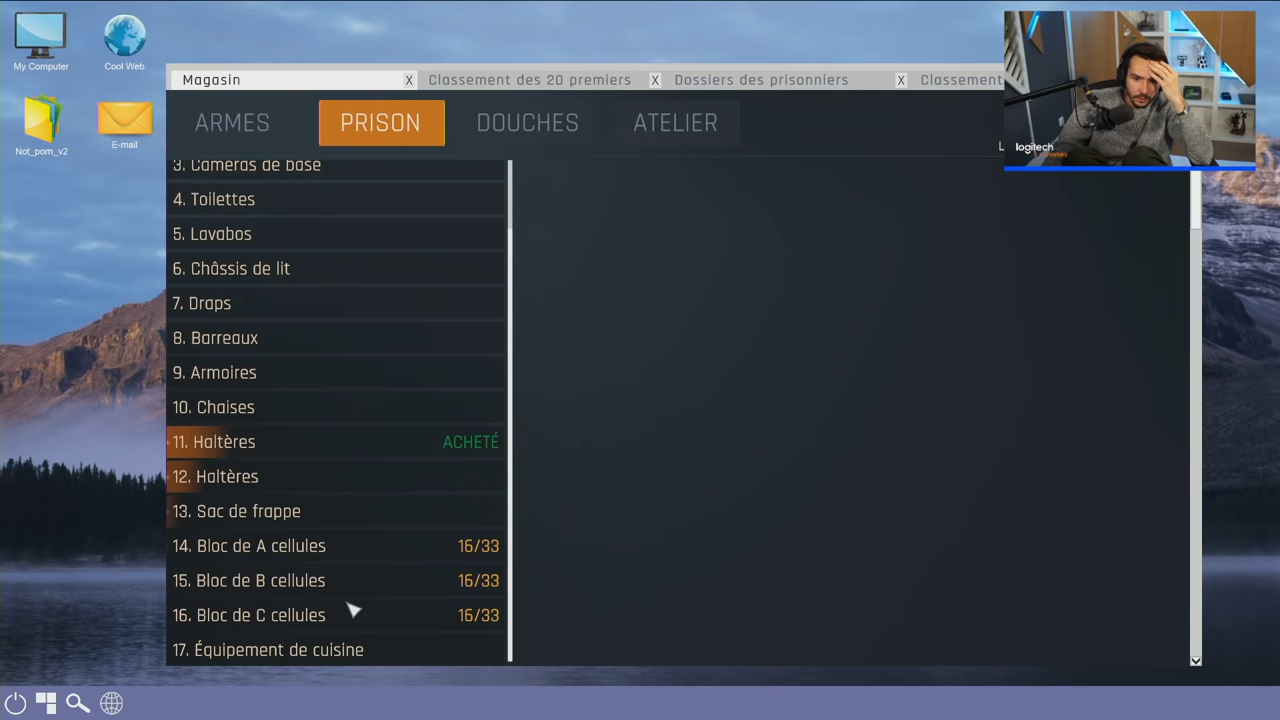 My Computer
Cool Web
Not_porn_v2
E-mail
Magasin X
Classement des 20 premiers X
Dossiers des prisonniers X
Classement
ARMES
PRISON
DOUCHES
ATELIER
L
logitech
3. Caméras de base
4. Toilettes
5. Lavabos
6. Châssis de lit
7. Draps
8. Barreaux
9. Armoires
10. Chaises
11. Haltères ACHETÉ
12. Haltères
13. Sac de frappe
14. Bloc de A cellules 16/33
15. Bloc de B cellules 16/33
16. Bloc de C cellules 16/33
17. Équipement de cuisine